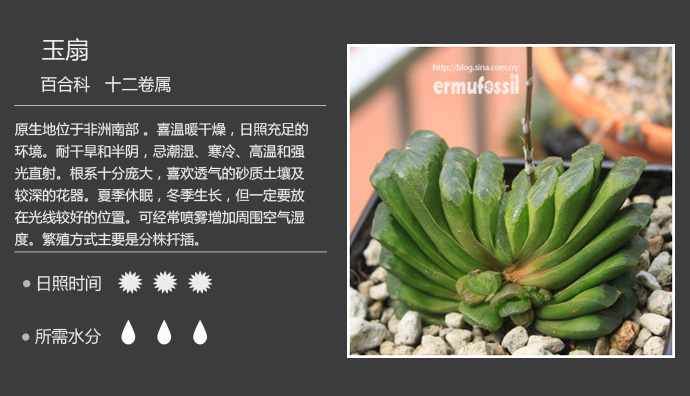 玉扇
百合科 十二卷属
原生地位于非洲南部 。喜温暖干燥，日照充足的
环境。耐干旱和半阴，忌潮湿、寒冷、高温和强
光直射。根系十分庞大，喜欢透气的砂质土壤及
较深的花器。夏季休眠，冬季生长，但一定要放
在光线较好的位置。可经常喷雾增加周围空气湿
度。繁殖方式主要是分株扦插。
日照时间
所需水分
http://blog.sina.com.cn/
ermufossil